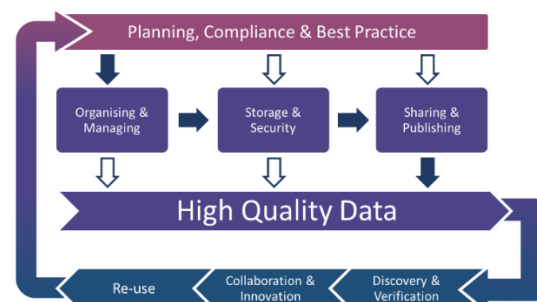 Planning, Compliance & Best Practice
Organising &
Managing
Storage &
Security
Sharing &
Publishing
High Quality Data
Re-use
Collaboration &
Innovation
Discovery &
Verification